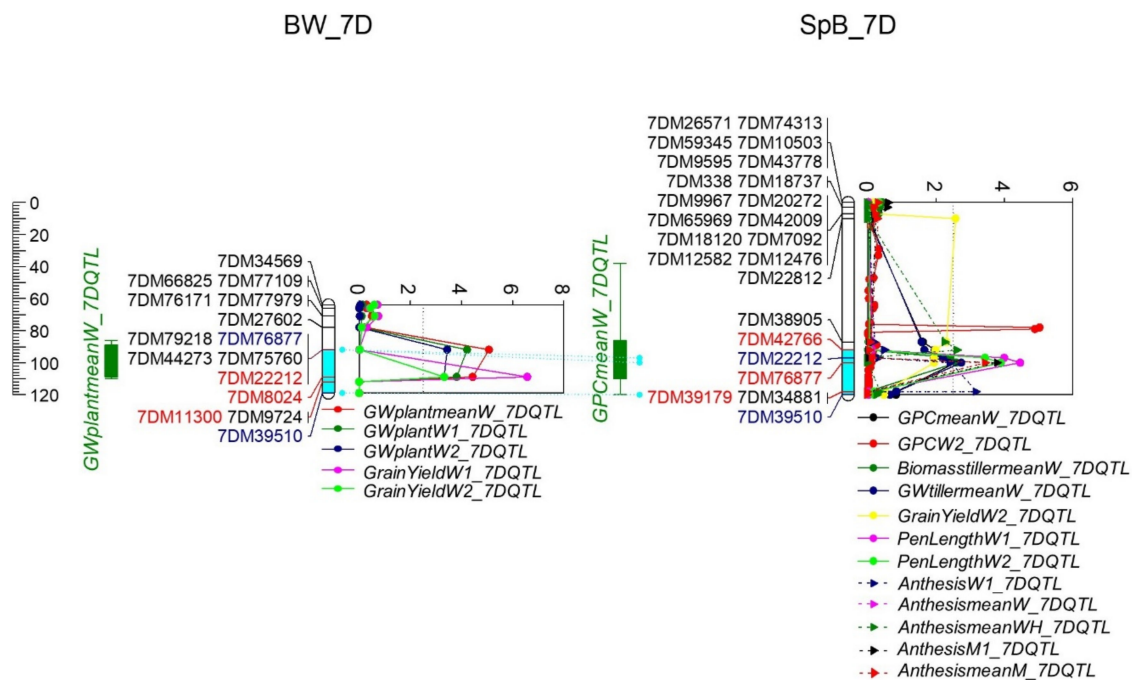 BW_7D
SpB_7D
0
20
40
60
80
100
120
GWplantmeanW_7DQTL
7DM34569
7DM66825 7DM77109
7DM76171 7DM77979
7DM27602
7DM79218 7DM76877
7DM44273 7DM75760
7DM22212
7DM8024
7DM11300 7DM9724
7DM39510
0 2 4 6 8
GWplantmeanW_7DQTL
GWplantW1_7DQTL
GWplantW2_7DQTL
GrainYieldW1_7DQTL
GrainYieldW2_7DQTL
GPCmeanW_7DQTL
7DM26571 7DM74313
7DM59345 7DM10503
7DM9595 7DM43778
7DM338 7DM18737
7DM9967 7DM20272
7DM65969 7DM42009
7DM18120 7DM7092
7DM12582 7DM12476
7DM22812
7DM38905
7DM42766
7DM22212
7DM76877
7DM39179 7DM34881
7DM39510
0 2 4 6
GPCmeanW_7DQTL
GPCW2_7DQTL
BiomasstillermeanW_7DQTL
GWtillermeanW_7DQTL
GrainYieldW2_7DQTL
PenLengthW1_7DQTL
PenLengthW2_7DQTL
AnthesisW1_7DQTL
AnthesismeanW_7DQTL
AnthesismeanWH_7DQTL
AnthesisM1_7DQTL
AnthesismeanM_7DQTL